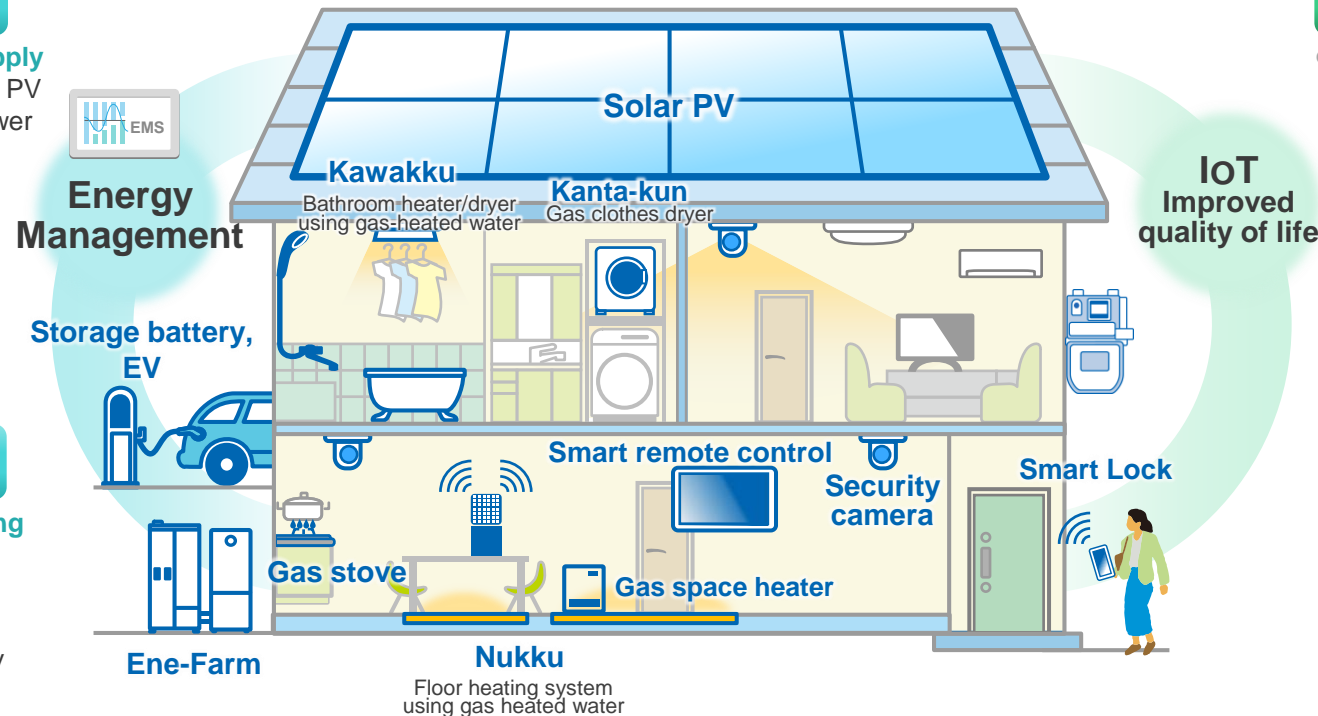 Solar PV
pply
PV
wer
EMS
Energy
Management
Kawakku
Bathroom heater/dryer
using gas-heated water
Kanta-kun
Gas clothes dryer
IoT
Improved
quality of life
Storage battery,
EV
Smart remote control
Security
camera
Smart Lock
ng
Gas stove
Gas space heater
y
Ene-Farm
Nukku
Floor heating system
using gas heated water